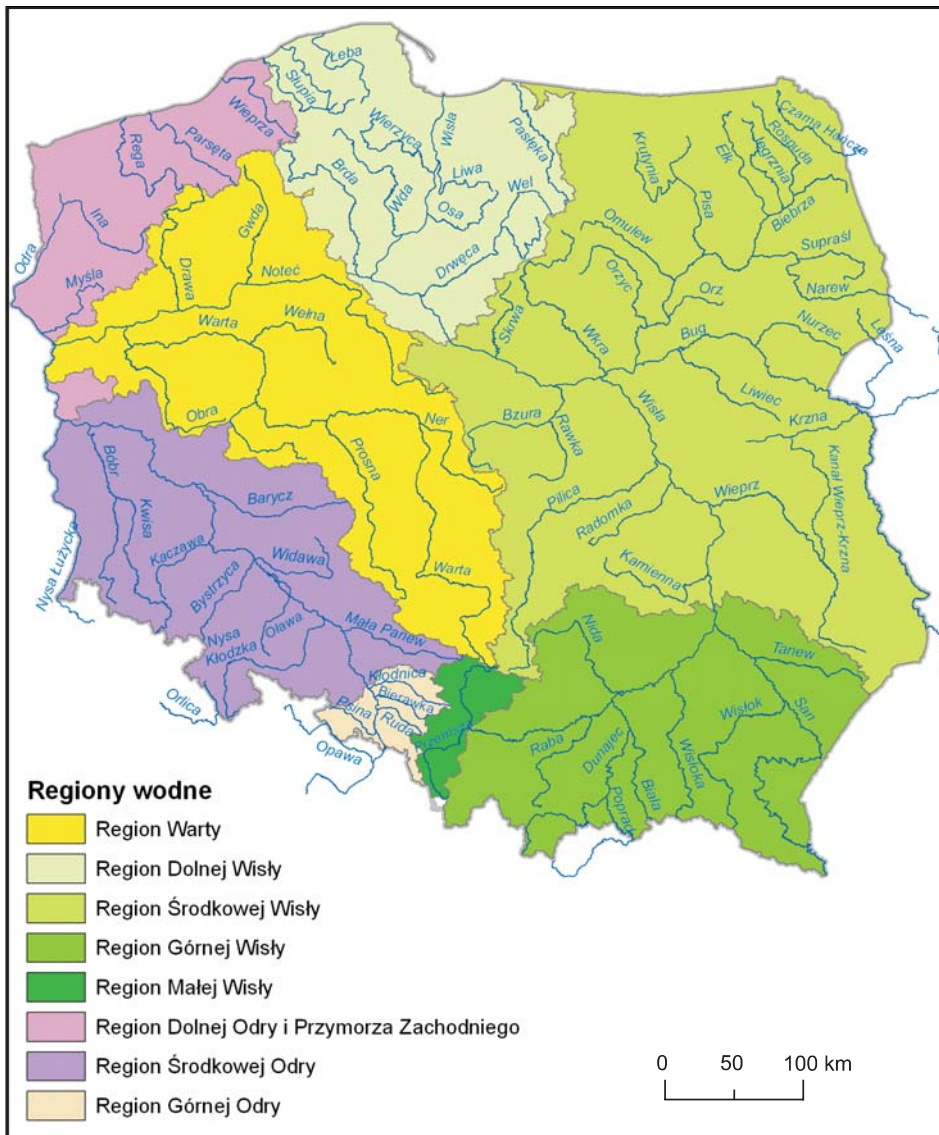 Łeba
Słupia
Wieprza
Wierzyca
Wisła
Pasłęka
Czarna Hańcza
Rospuda
Jegrznia
Ełk
Rega
Parsęta
Krutynia
Brda
Wda
Liwa
Wel
Pisa
Biebrza
Ina
Gwda
Osa
Omulew
Supraśl
Odra
Myśla
Drawa
Noteć
Drwęca
Orzyc
Orz
Narew
Warta
Wełna
Skrwa
Wkra
Bug
Nurzec
Leśna
Obra
Ner
Bzura
Rawka
Wisła
Liwiec
Krzna
Bóbr
Prosna
Barycz
Kwisa
Pilica
Radomka
Wieprz
Kanał Wieprz-Krzna
Nysa Łużycka
Kaczawa
Widawa
Bystrzyca
Warta
Kamienna
Oława
Mała Panew
Nysa
Kłodzka
Nida
Tanew
Orlica
Kłodnica
Bierawka
Psina
Ruda
Przemsza
Opawa
Raba
Dunajec
Wisłok
San
Wisłoka
Poprad
Biała
Regiony wodne
Region Warty
Region Dolnej Wisły
Region Środkowej Wisły
Region Górnej Wisły
Region Małej Wisły
Region Dolnej Odry i Przymorza Zachodniego
Region Środkowej Odry
Region Górnej Odry
0 50 100 km